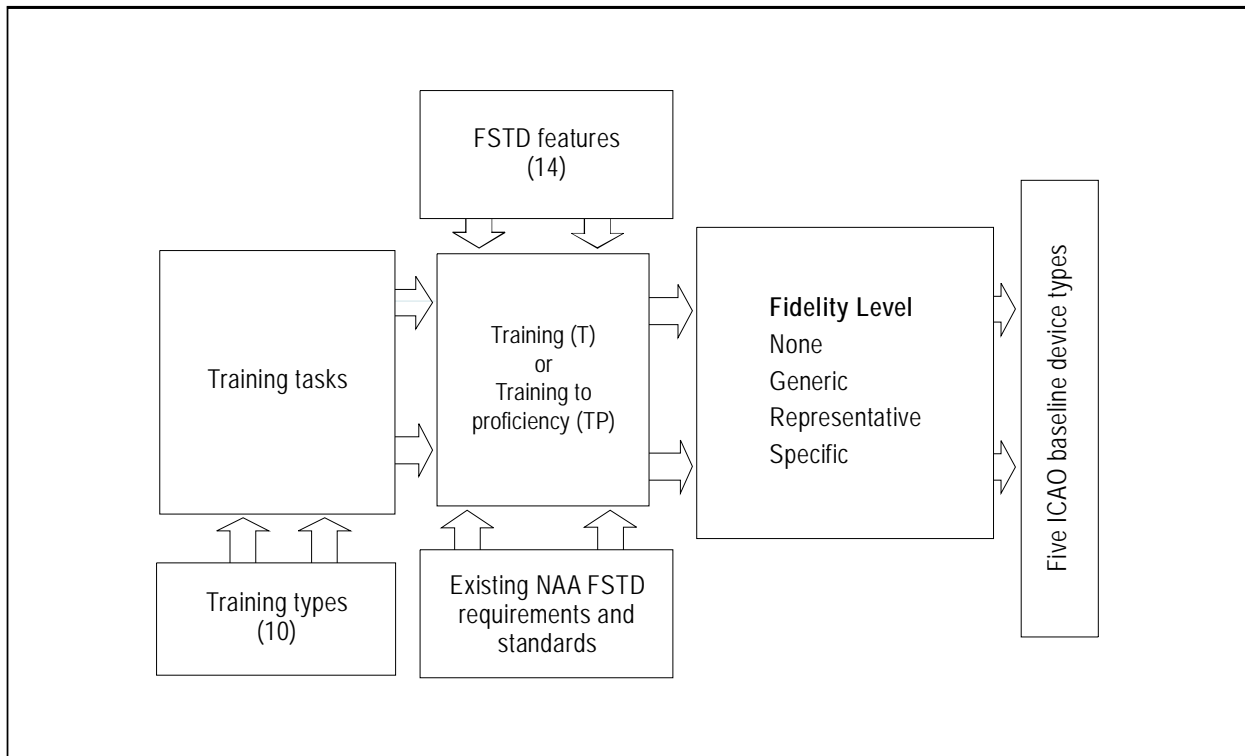 FSTD features
(14)
Training tasks
Training (T)
or
Training to
proficiency (TP)
Fidelity Level
None
Generic
Representative
Specific
Five ICAO baseline device types
Training types
(10)
Existing NAA FSTD
requirements and
standards